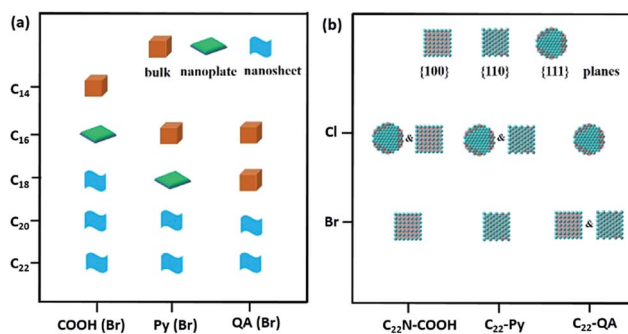 (a)
bulk nanoplate nanosheet
C14
C16
C18
C20
C22
COOH (Br) Py (Br) QA (Br)
(b)
{100} {110} {111} planes
Cl & &
Br &
C22N-COOH C22-Py C22-QA